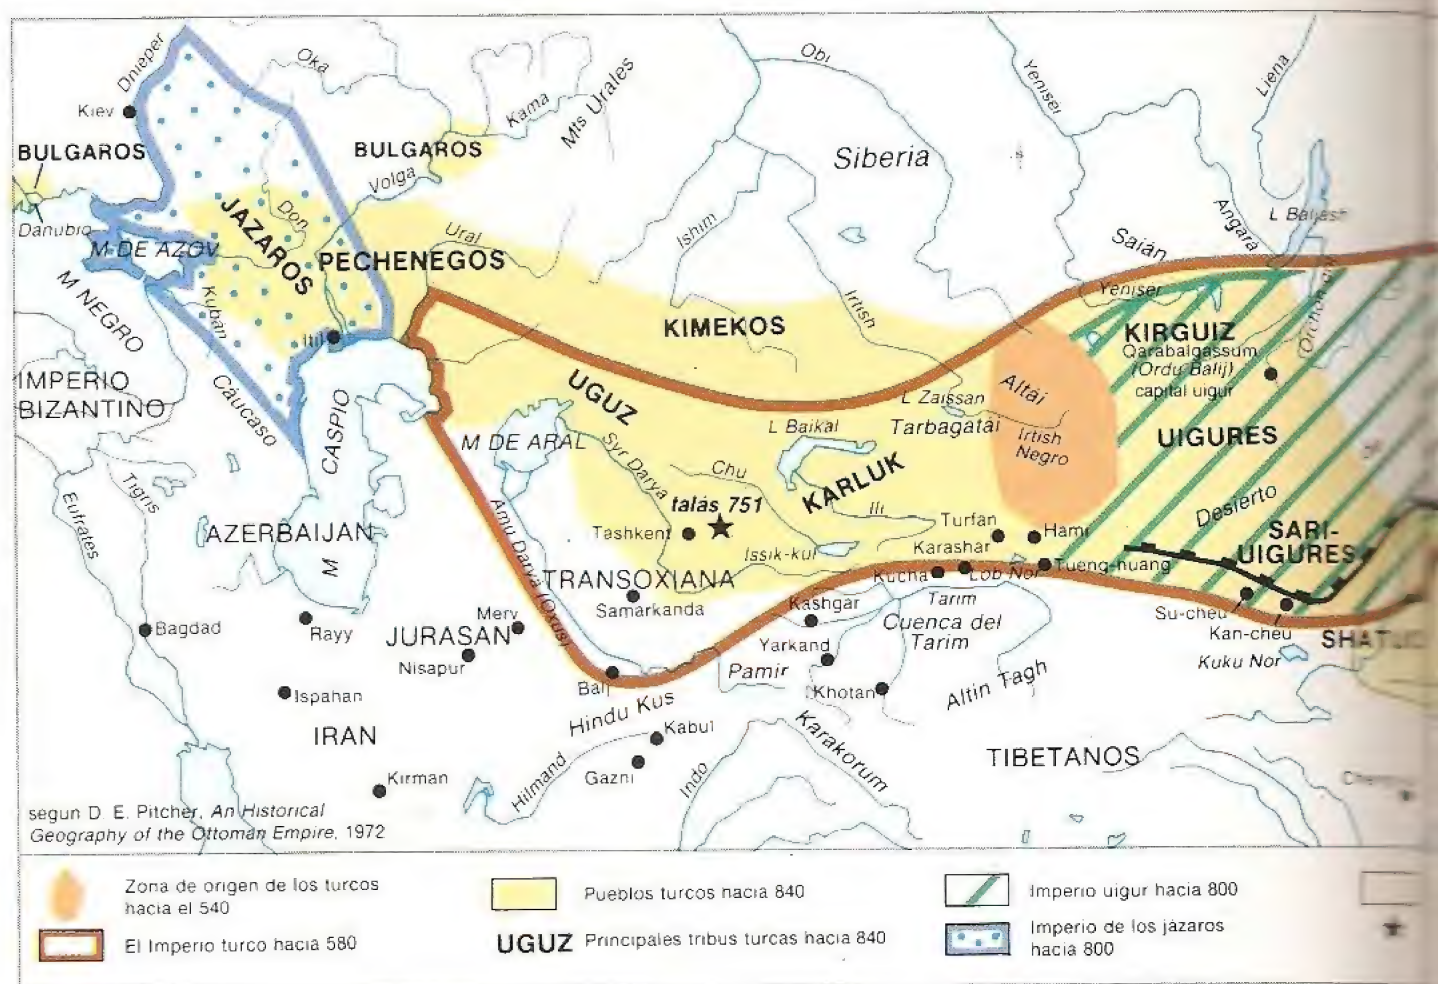 Dnieper
Oka
Obi
Yenisei
Liena
Kiev
Kama
Mts Urales
BULGAROS
BULGAROS
Volga
Siberia
Danubio
M DE AZOV
JAZAROS
Don
Ural
Ishim
Angara
L Baljash
Saián
PECHENEGOS
M NEGRO
Kubán
Itil
KIMEKOS
Irtish
Yenisei
KIRGUIZ
Qarabalgassum
(Ordu Balij)
capital uigur
Orchon
IMPERIO
BIZANTINO
Cáucaso
CASPIO
UGUZ
L Zaissan
Altái
Tarbagatái
Irtish
Negro
UIGURES
M DE ARAL
L Baikal
Syr Darya
Chu
KARLUK
Ili
Tigris
Eufrates
AZERBAIJAN
M
Amu Darya (Oxus)
talás 751
Tashkent
Issik-kul
Turfan
Hami
Karashar
Desierto
SARI-
UIGURES
TRANSOXIANA
Samarkanda
Kucha
Lob Nor
Tueng-huang
Tarim
Kashgar
Cuenca del
Tarim
Su-cheu
Kan-cheu
Bagdad
Rayy
Merv
JURASAN
Nisapur
Yarkand
Pamir
Kuku Nor
Ispahan
Balj
Hindu Kus
Khotan
Altin Tagh
IRAN
Kabul
Gazni
Kirman
Hilmand
Indo
Karakorum
TIBETANOS
segun D. E. Pitcher, An Historical
Geography of the Ottoman Empire, 1972
Zona de origen de los turcos
hacia el 540
El Imperio turco hacia 580
Pueblos turcos hacia 840
UGUZ Principales tribus turcas hacia 840
Imperio uigur hacia 800
Imperio de los jázaros
hacia 800